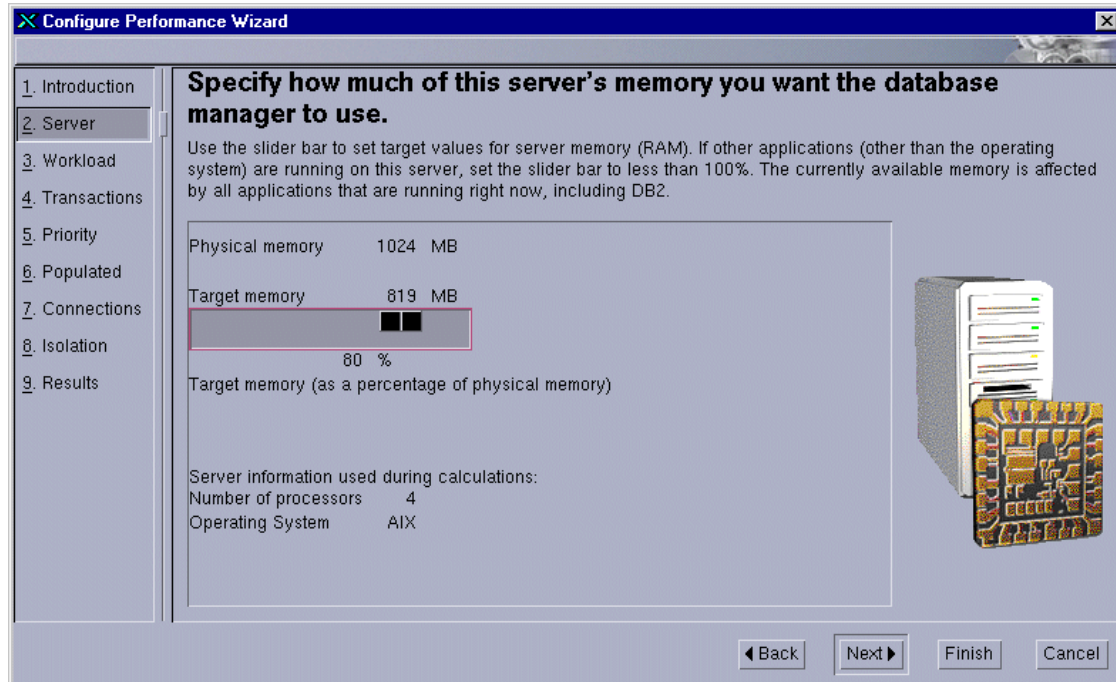 Configure Performance Wizard
1. Introduction
2. Server
3. Workload
4. Transactions
5. Priority
6. Populated
7. Connections
8. Isolation
9. Results
Specify how much of this server's memory you want the database
manager to use.
Use the slider bar to set target values for server memory (RAM). If other applications (other than the operating
system) are running on this server, set the slider bar to less than 100%. The currently available memory is affected
by all applications that are running right now, including DB2.
Physical memory 1024 MB
Target memory 819 MB
80 %
Target memory (as a percentage of physical memory)
Server information used during calculations:
Number of processors 4
Operating System AIX
Back Next Finish Cancel